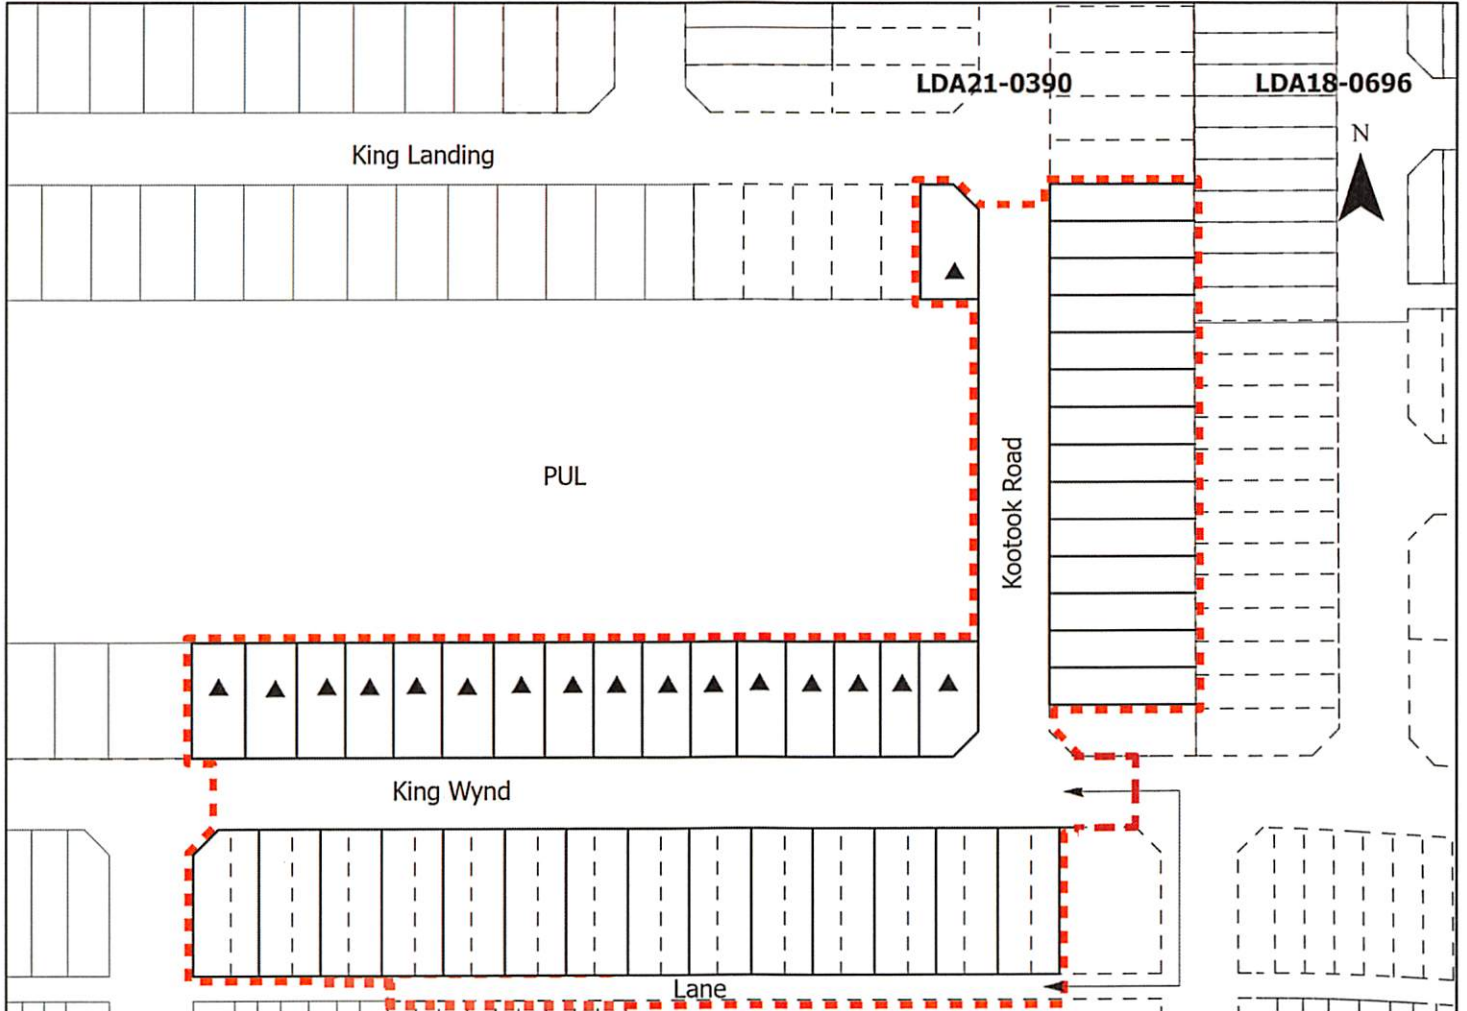 LDA21-0390
LDA18-0696
N
King Landing
PUL
Kootook Road
King Wynd
Lane